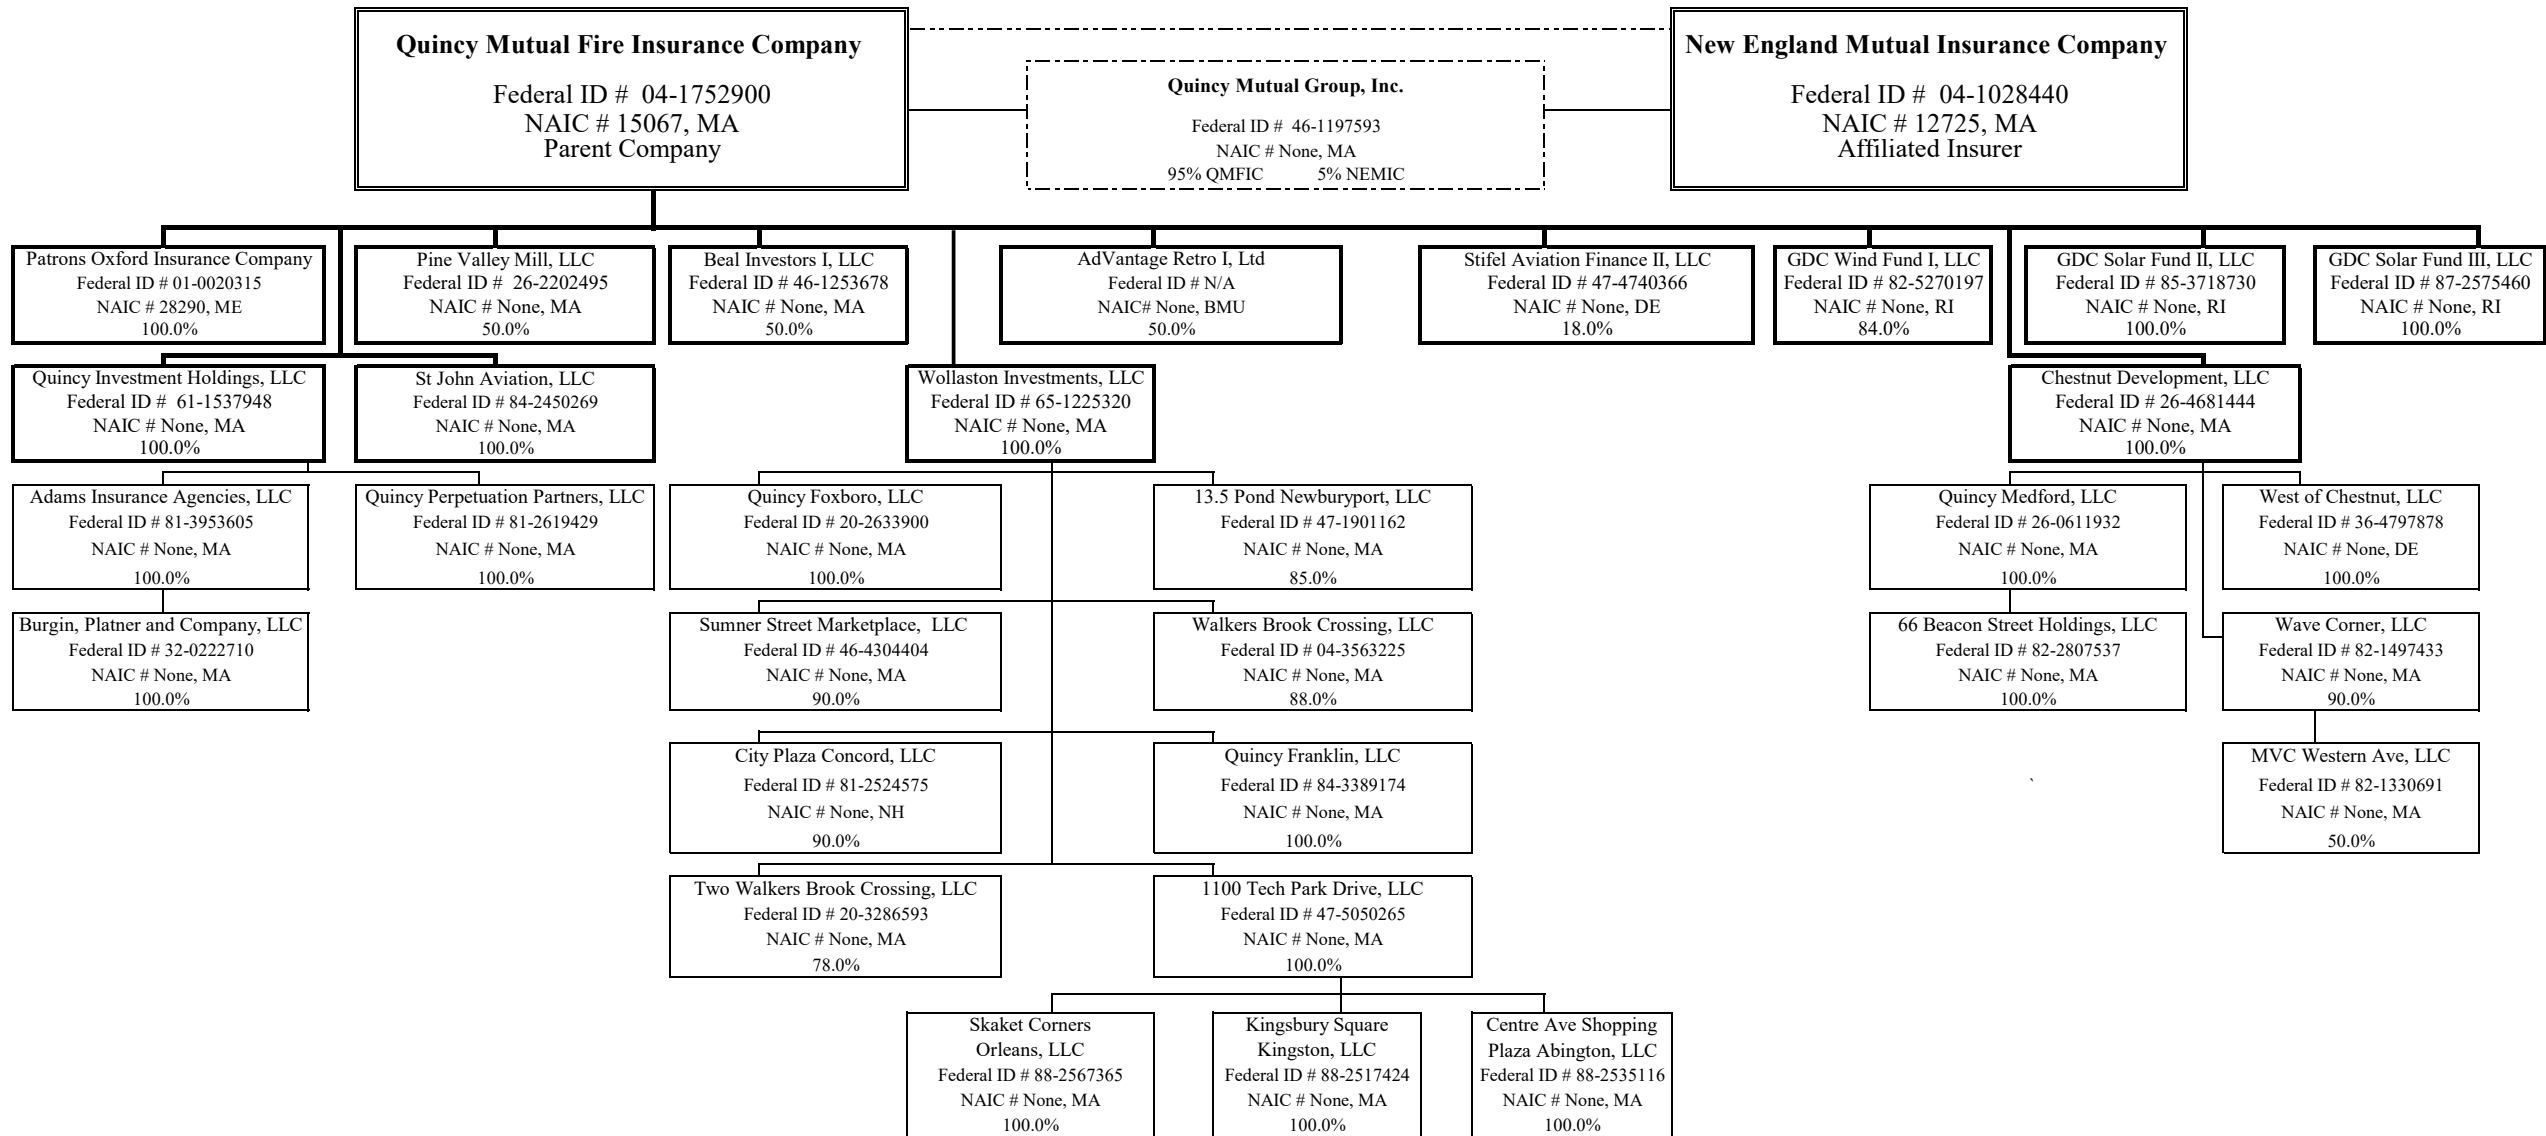 Quincy Mutual Fire Insurance Company
Federal ID # 04-1752900
NAIC # 15067, MA
Parent Company
Quincy Mutual Group, Inc.
Federal ID # 46-1197593
NAIC # None, MA
95% QMFIC 5% NEMIC
New England Mutual Insurance Company
Federal ID # 04-1028440
NAIC # 12725, MA
Affiliated Insurer
Patrons Oxford Insurance Company
Federal ID # 01-0020315
NAIC # 28290, ME
100.0%
Pine Valley Mill, LLC
Federal ID # 26-2202495
NAIC # None, MA
50.0%
Beal Investors I, LLC
Federal ID # 46-1253678
NAIC # None, MA
50.0%
AdVantage Retro I, Ltd
Federal ID # N/A
NAIC# None, BMU
50.0%
Stifel Aviation Finance II, LLC
Federal ID # 47-4740366
NAIC # None, DE
18.0%
GDC Wind Fund I, LLC
Federal ID # 82-5270197
NAIC # None, RI
84.0%
GDC Solar Fund II, LLC
Federal ID # 85-3718730
NAIC # None, RI
100.0%
GDC Solar Fund III, LLC
Federal ID # 87-2575460
NAIC # None, RI
100.0%
Quincy Investment Holdings, LLC
Federal ID # 61-1537948
NAIC # None, MA
100.0%
St John Aviation, LLC
Federal ID # 84-2450269
NAIC # None, MA
100.0%
Wollaston Investments, LLC
Federal ID # 65-1225320
NAIC # None, MA
100.0%
Chestnut Development, LLC
Federal ID # 26-4681444
NAIC # None, MA
100.0%
Adams Insurance Agencies, LLC
Federal ID # 81-3953605
NAIC # None, MA
100.0%
Quincy Perpetuation Partners, LLC
Federal ID # 81-2619429
NAIC # None, MA
100.0%
Quincy Foxboro, LLC
Federal ID # 20-2633900
NAIC # None, MA
100.0%
13.5 Pond Newburyport, LLC
Federal ID # 47-1901162
NAIC # None, MA
85.0%
Quincy Medford, LLC
Federal ID # 26-0611932
NAIC # None, MA
100.0%
West of Chestnut, LLC
Federal ID # 36-4797878
NAIC # None, DE
100.0%
Burgin, Platner and Company, LLC
Federal ID # 32-0222710
NAIC # None, MA
100.0%
Sumner Street Marketplace, LLC
Federal ID # 46-4304404
NAIC # None, MA
90.0%
Walkers Brook Crossing, LLC
Federal ID # 04-3563225
NAIC # None, MA
88.0%
66 Beacon Street Holdings, LLC
Federal ID # 82-2807537
NAIC # None, MA
100.0%
Wave Corner, LLC
Federal ID # 82-1497433
NAIC # None, MA
90.0%
City Plaza Concord, LLC
Federal ID # 81-2524575
NAIC # None, NH
90.0%
Quincy Franklin, LLC
Federal ID # 84-3389174
NAIC # None, MA
100.0%
`
MVC Western Ave, LLC
Federal ID # 82-1330691
NAIC # None, MA
50.0%
Two Walkers Brook Crossing, LLC
Federal ID # 20-3286593
NAIC # None, MA
78.0%
1100 Tech Park Drive, LLC
Federal ID # 47-5050265
NAIC # None, MA
100.0%
Skaket Corners
Orleans, LLC
Federal ID # 88-2567365
NAIC # None, MA
100.0%
Kingsbury Square
Kingston, LLC
Federal ID # 88-2517424
NAIC # None, MA
100.0%
Centre Ave Shopping
Plaza Abington, LLC
Federal ID # 88-2535116
NAIC # None, MA
100.0%